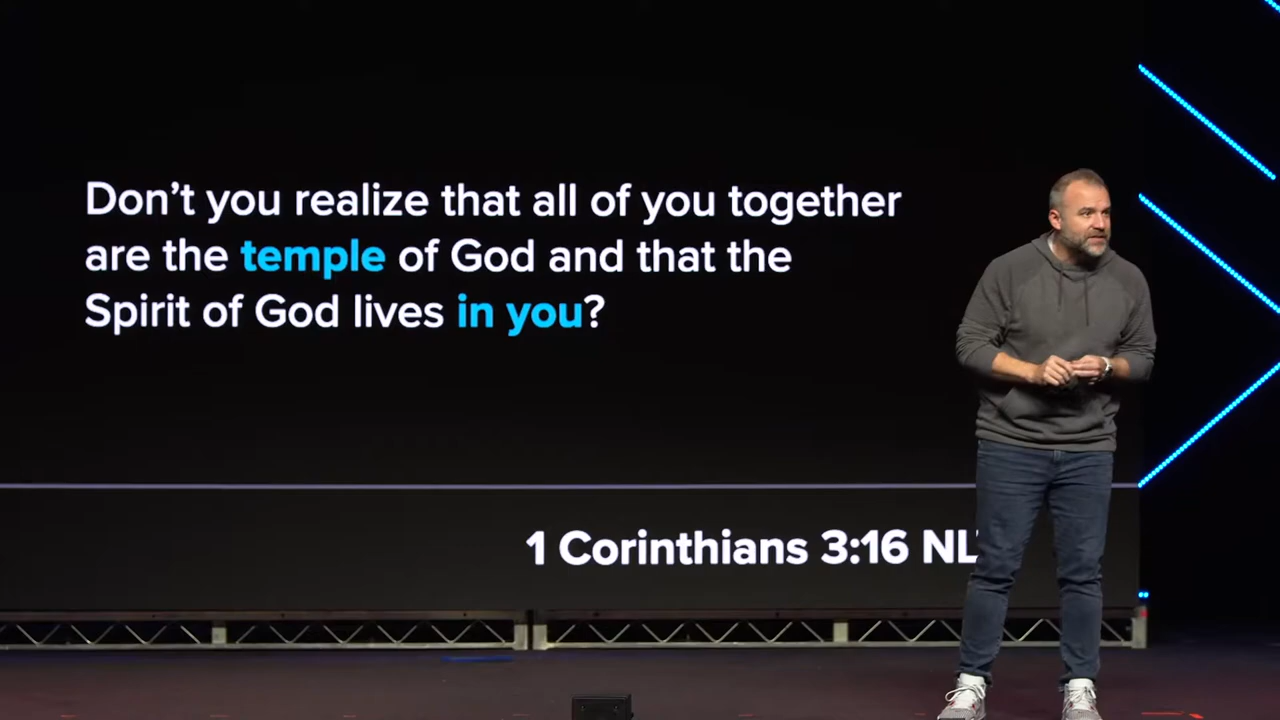 Don't you realize that all of you together
are the temple of God and that the
Spirit of God lives in you?
1 Corinthians 3:16